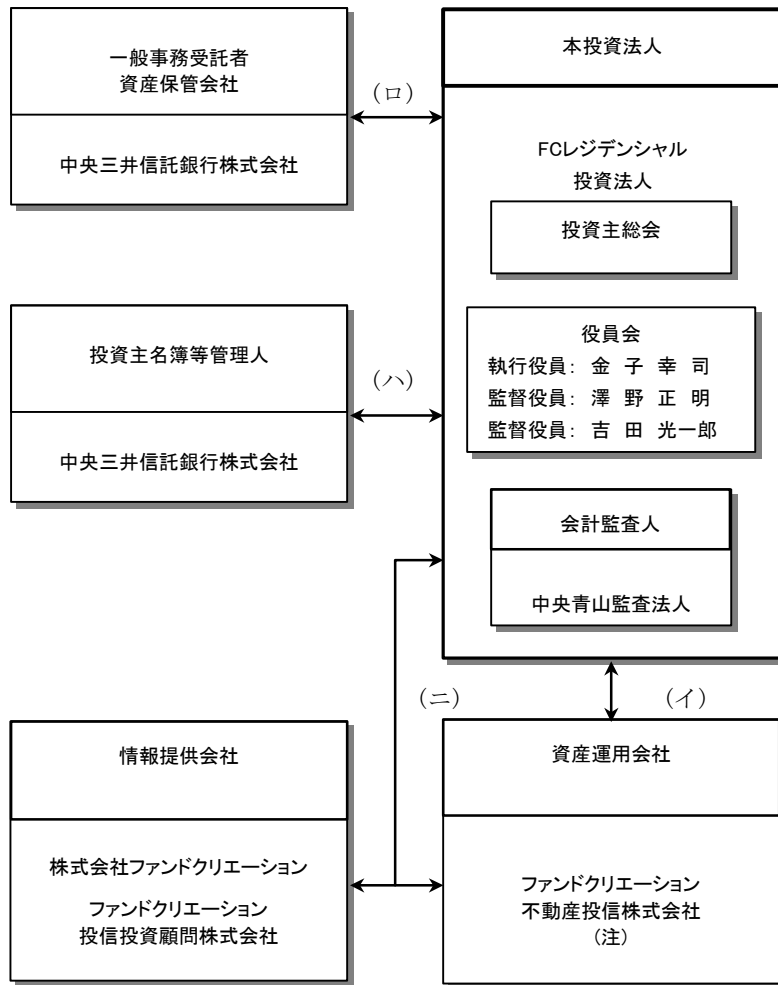 一般事務受託者
資産保管会社
中央三井信託銀行株式会社
(ロ)
本投資法人
FCレジデンシャル
投資法人
投資主総会
投資主名簿等管理人
中央三井信託銀行株式会社
(ハ)
役員会
執行役員: 金 子 幸 司
監督役員: 澤 野 正 明
監督役員: 吉 田 光一郎
会計監査人
中央青山監査法人
(ニ)
(イ)
情報提供会社
株式会社ファンドクリエーション
ファンドクリエーション
投信投資顧問株式会社
資産運用会社
ファンドクリエーション
不動産投信株式会社
(注)